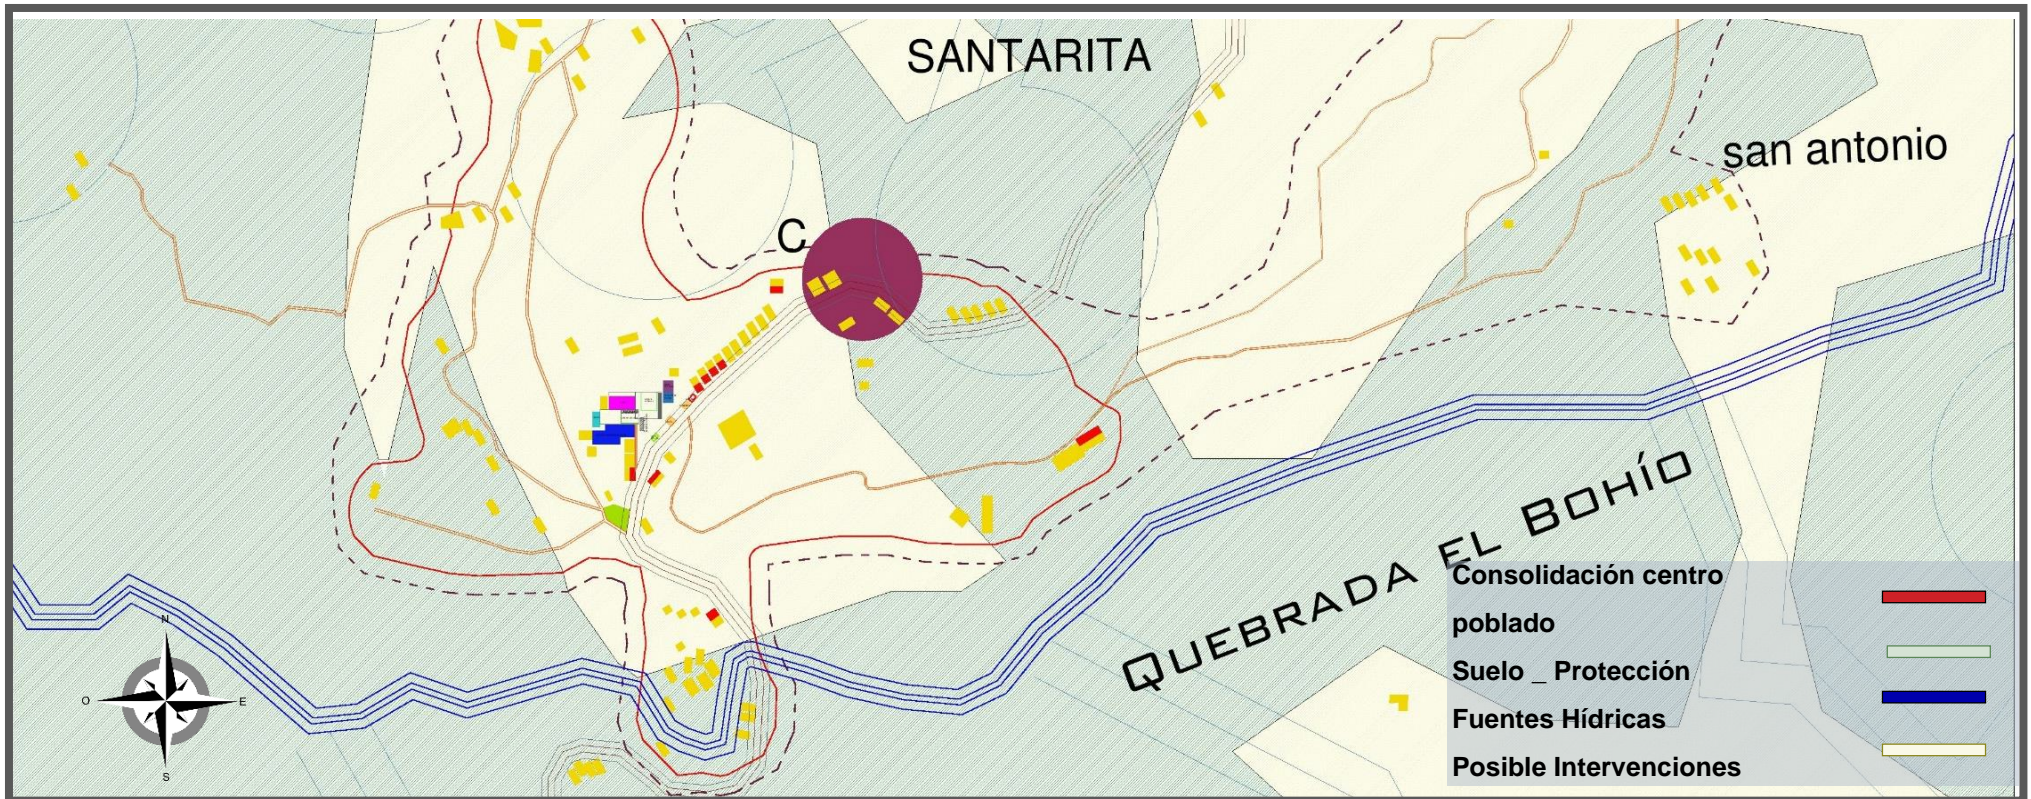 SANTARITA
san antonio
C
QUEBRADA EL BOHÍO
Consolidación centro
poblado
Suelo _ Protección
Fuentes Hídricas
Posible Intervenciones
N
O
E
S